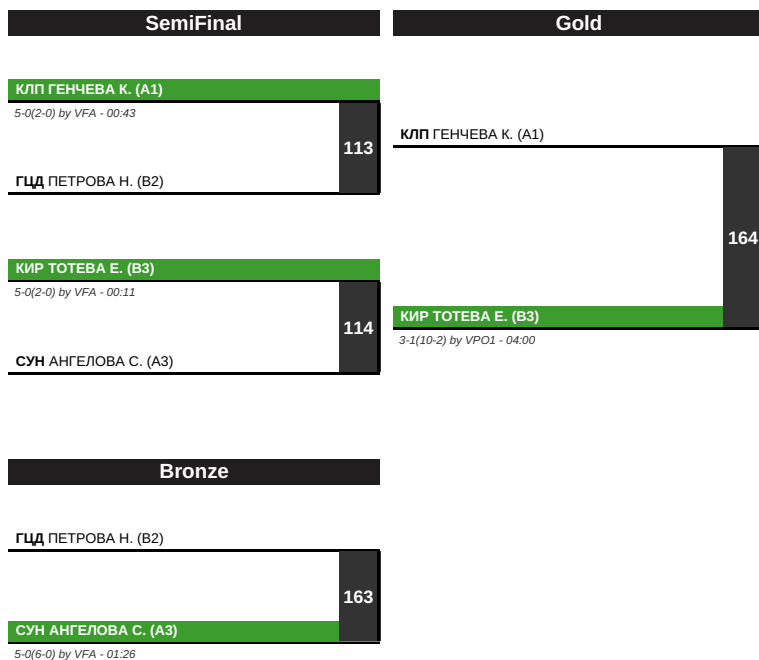 SemiFinal
КЛП ГЕНЧЕВА К. (A1)
5-0(2-0) by VFA - 00:43
113
ГЦД ПЕТРОВА Н. (B2)
КИР ТОТЕВА Е. (B3)
5-0(2-0) by VFA - 00:11
114
СУН АНГЕЛОВА С. (A3)
Gold
КЛП ГЕНЧЕВА К. (A1)
164
КИР ТОТЕВА Е. (B3)
3-1(10-2) by VPO1 - 04:00
Bronze
ГЦД ПЕТРОВА Н. (B2)
163
СУН АНГЕЛОВА С. (A3)
5-0(6-0) by VFA - 01:26